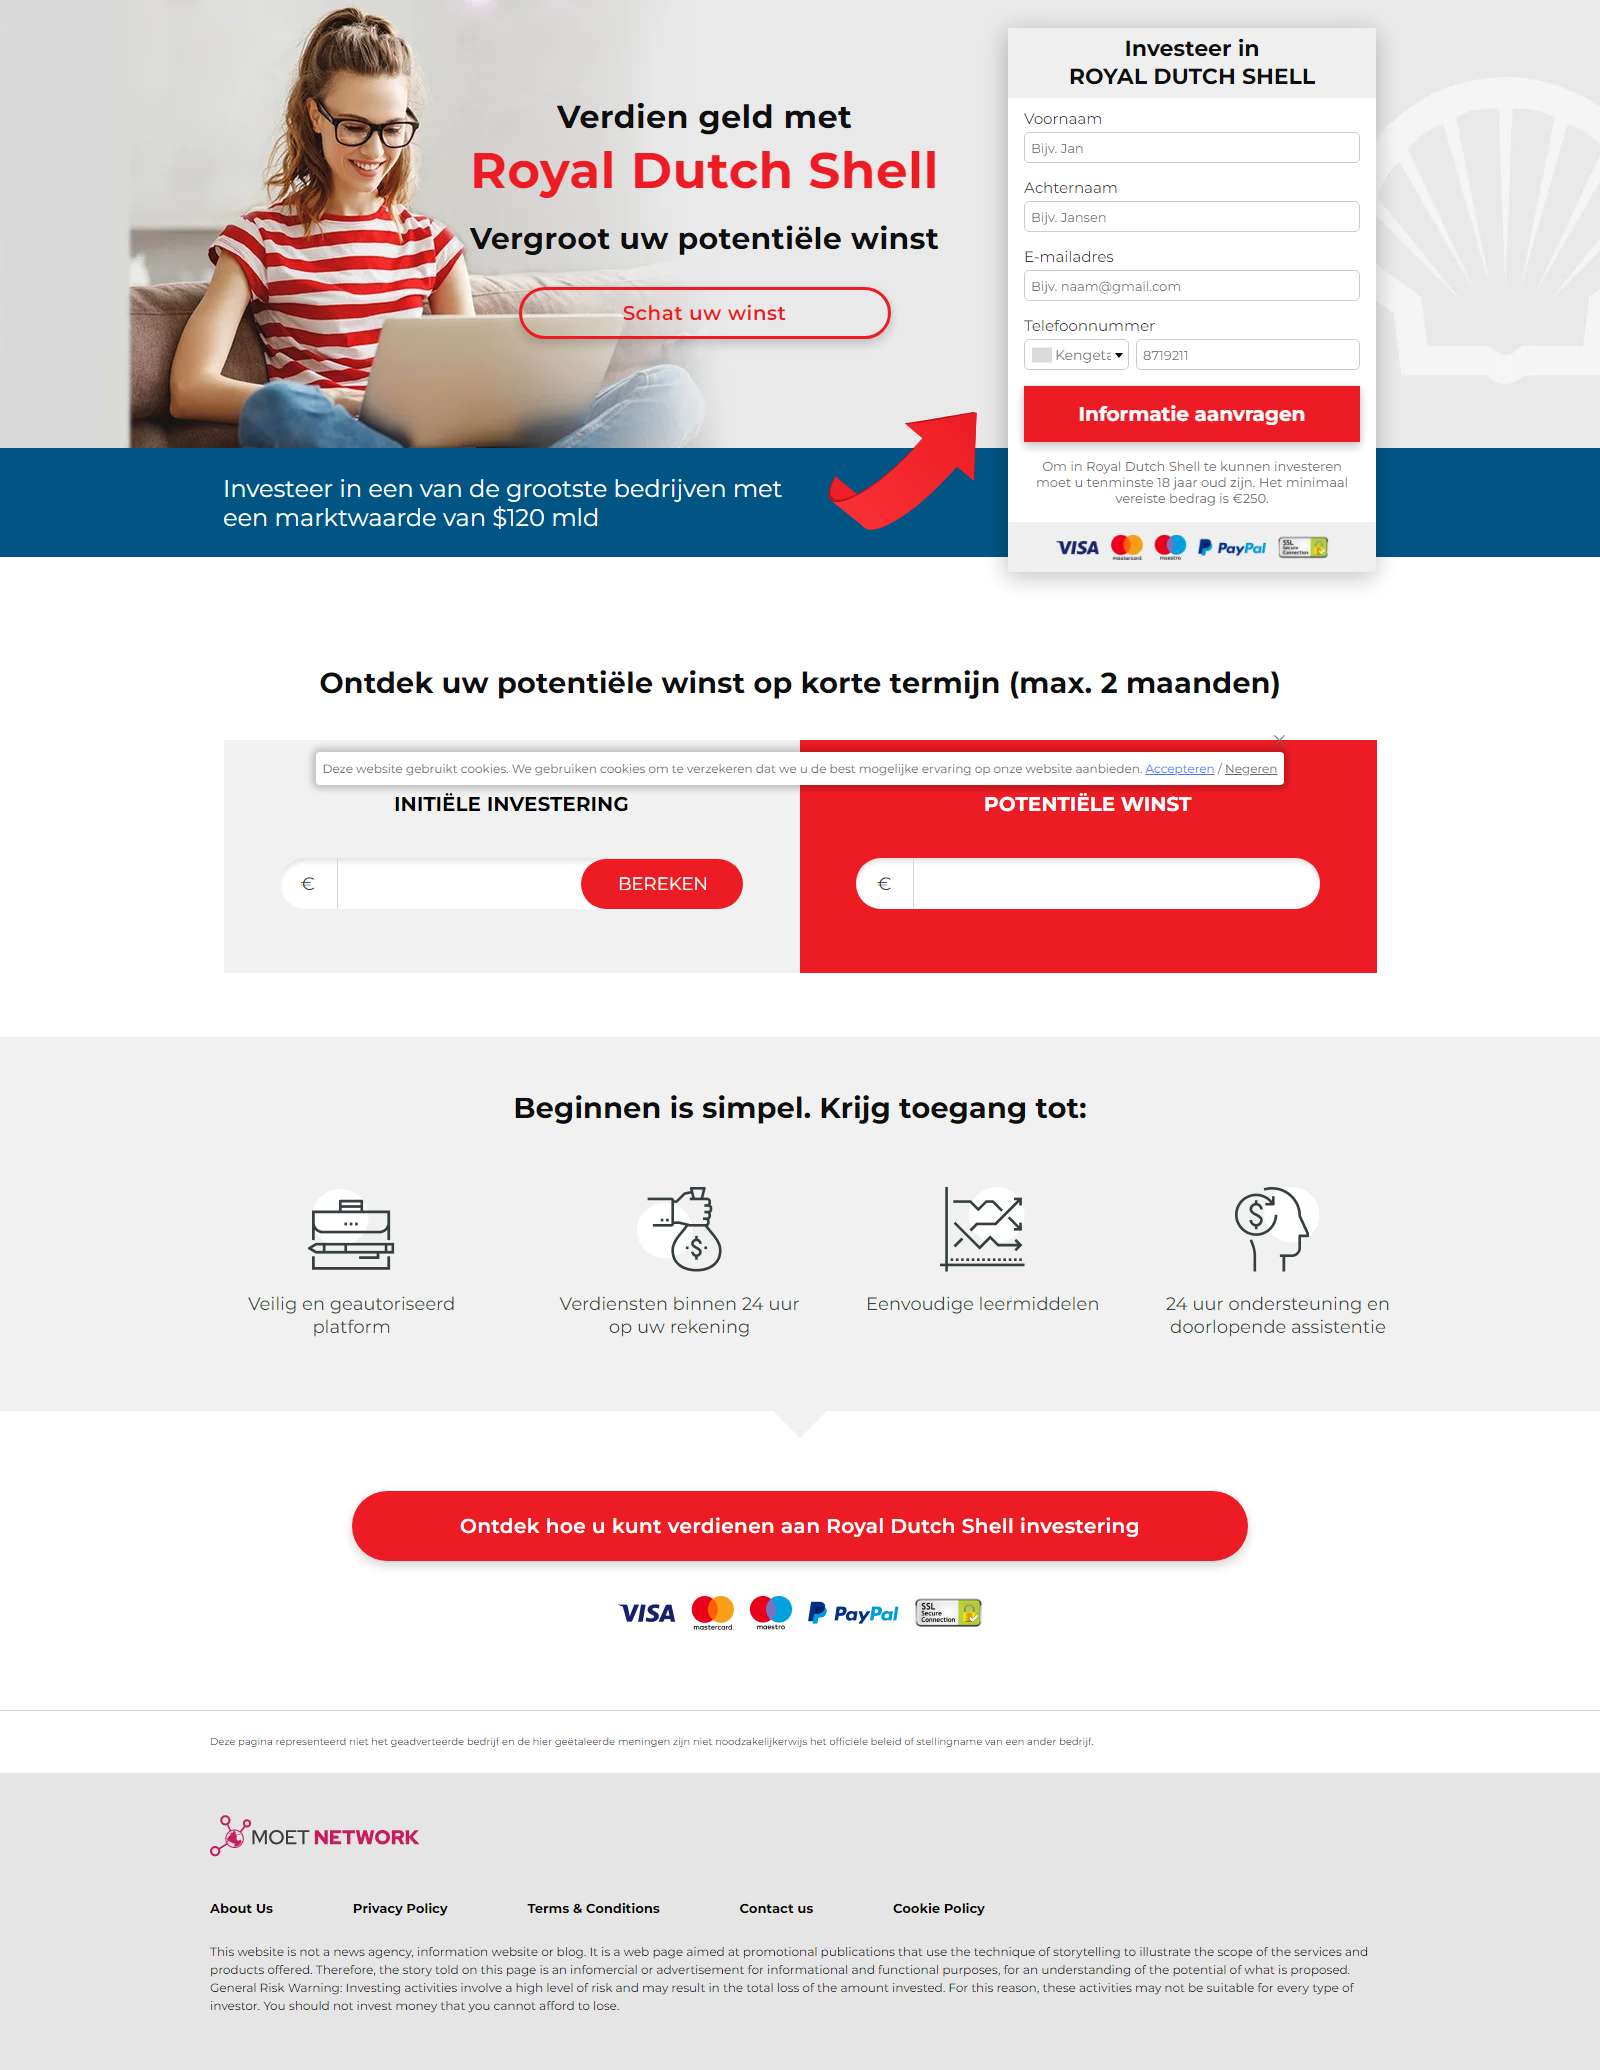 Verdien geld met
Royal Dutch Shell
Vergroot uw potentiële winst
Schat uw winst
Investeer in
ROYAL DUTCH SHELL
Voornaam
Bijv. Jan
Achternaam
Bijv. Jansen
E-mailadres
Bijv. naam@gmail.com
Telefoonnummer
Kengeta 8719211
Informatie aanvragen
Om in Royal Dutch Shell te kunnen investeren
moet u tenminste 18 jaar oud zijn. Het minimaal
vereiste bedrag is €250.
VISA mastercard maestro PayPal SSL Secure Connection
Investeer in een van de grootste bedrijven met
een marktwaarde van $120 mld
Ontdek uw potentiële winst op korte termijn (max. 2 maanden)
Deze website gebruikt cookies. We gebruiken cookies om te verzekeren dat we u de best mogelijke ervaring op onze website aanbieden. Accepteren / Negeren
INITIËLE INVESTERING
€ BEREKEN
POTENTIËLE WINST
€
Beginnen is simpel. Krijg toegang tot:
Veilig en geautoriseerd
platform
Verdiensten binnen 24 uur
op uw rekening
Eenvoudige leermiddelen
24 uur ondersteuning en
doorlopende assistentie
Ontdek hoe u kunt verdienen aan Royal Dutch Shell investering
VISA mastercard maestro PayPal SSL Secure Connection
Deze pagina representeerd niet het geadverteerde bedrijf en de hier geëtaleerde meningen zijn niet noodzakelijkerwijs het officiële beleid of stellingname van een ander bedrijf.
MOET NETWORK
About Us Privacy Policy Terms & Conditions Contact us Cookie Policy
This website is not a news agency, information website or blog. It is a web page aimed at promotional publications that use the technique of storytelling to illustrate the scope of the services and
products offered. Therefore, the story told on this page is an infomercial or advertisement for informational and functional purposes, for an understanding of the potential of what is proposed.
General Risk Warning: Investing activities involve a high level of risk and may result in the total loss of the amount invested. For this reason, these activities may not be suitable for every type of
investor. You should not invest money that you cannot afford to lose.